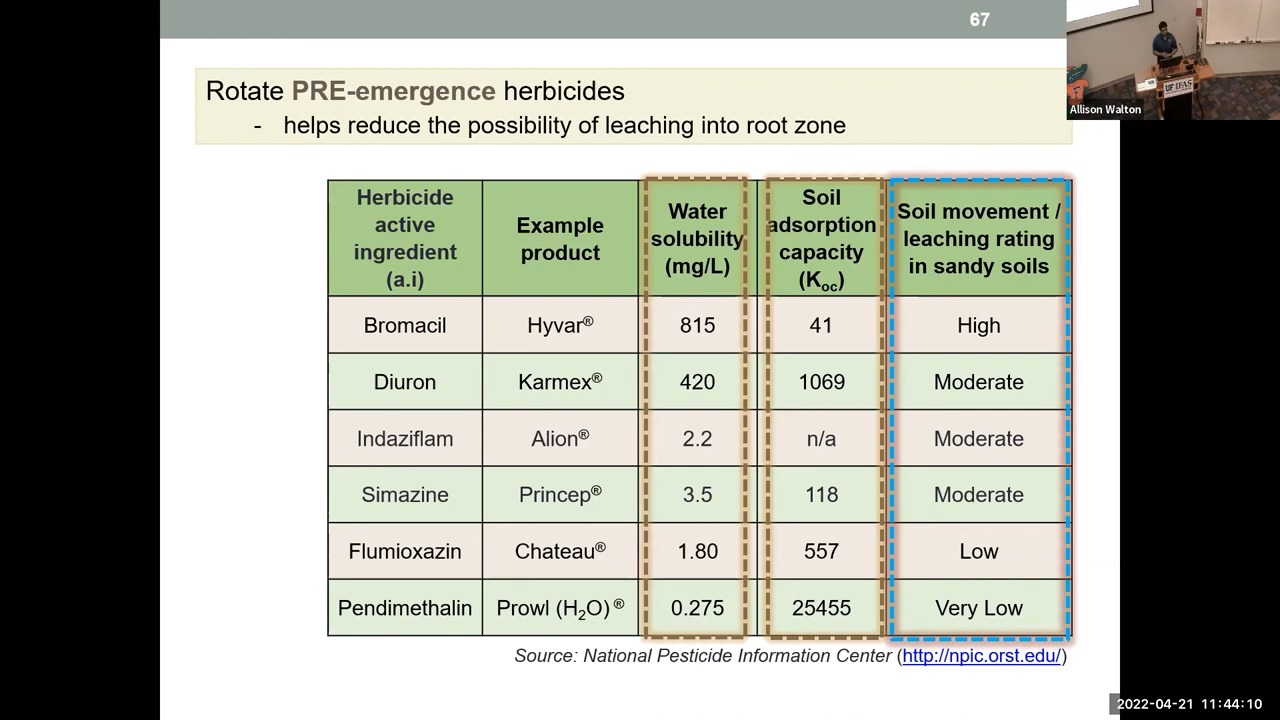 67
Rotate PRE-emergence herbicides
- helps reduce the possibility of leaching into root zone
Herbicide active ingredient (a.i)
Example product
Water solubility (mg/L)
Soil adsorption capacity (Koc)
Soil movement / leaching rating in sandy soils
Bromacil Hyvar® 815 41 High
Diuron Karmex® 420 1069 Moderate
Indaziflam Alion® 2.2 n/a Moderate
Simazine Princep® 3.5 118 Moderate
Flumioxazin Chateau® 1.80 557 Low
Pendimethalin Prowl (H2O)® 0.275 25455 Very Low
Source: National Pesticide Information Center (http://npic.orst.edu/)
UF IFAS
Allison Walton
2022-04-21 11:44:10